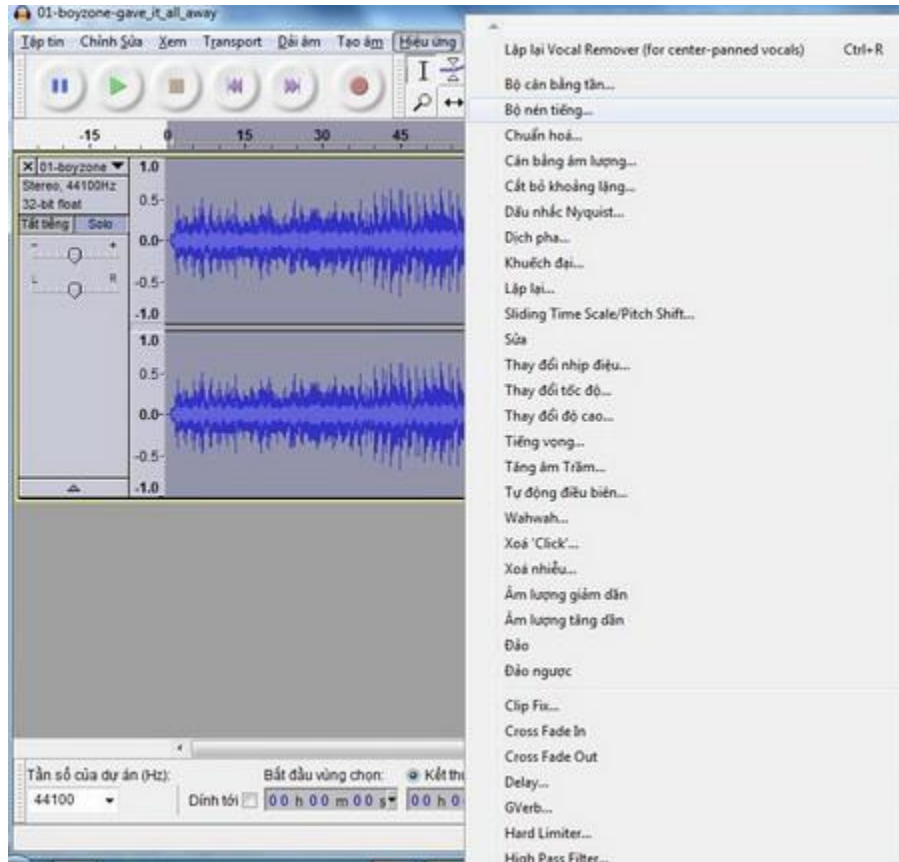 01-boyzone-gave_it_all_away
Tập tin Chỉnh Sửa Xem Transport Dải âm Tạo âm Hiệu ứng
-15 0 15 30 45
01-boyzone
Stereo, 44100Hz
32-bit float
Tắt tiếng Solo
- +
L R
1.0
0.5-
0.0-
-0.5-
-1.0
1.0
0.5-
0.0-
-0.5-
-1.0
Tần số của dự án (Hz):
44100
Bắt đầu vùng chọn:
Kết thú
Dính tới
00 h 00 m 00 s
00 h 0
Lặp lại Vocal Remover (for center-panned vocals) Ctrl+R
Bộ cân bằng tần...
Bộ nén tiếng...
Chuẩn hoá...
Cân bằng âm lượng...
Cắt bỏ khoảng lặng...
Dấu nhắc Nyquist...
Dịch pha...
Khuếch đại...
Lặp lại...
Sliding Time Scale/Pitch Shift...
Sửa
Thay đổi nhịp điệu...
Thay đổi tốc độ...
Thay đổi độ cao...
Tiếng vọng...
Tăng âm Trầm...
Tự động điều biên...
Wahwah...
Xoá 'Click'...
Xoá nhiễu...
Âm lượng giảm dần
Âm lượng tăng dần
Đảo
Đảo ngược
Clip Fix...
Cross Fade In
Cross Fade Out
Delay...
GVerb...
Hard Limiter...
High Pass Filter...